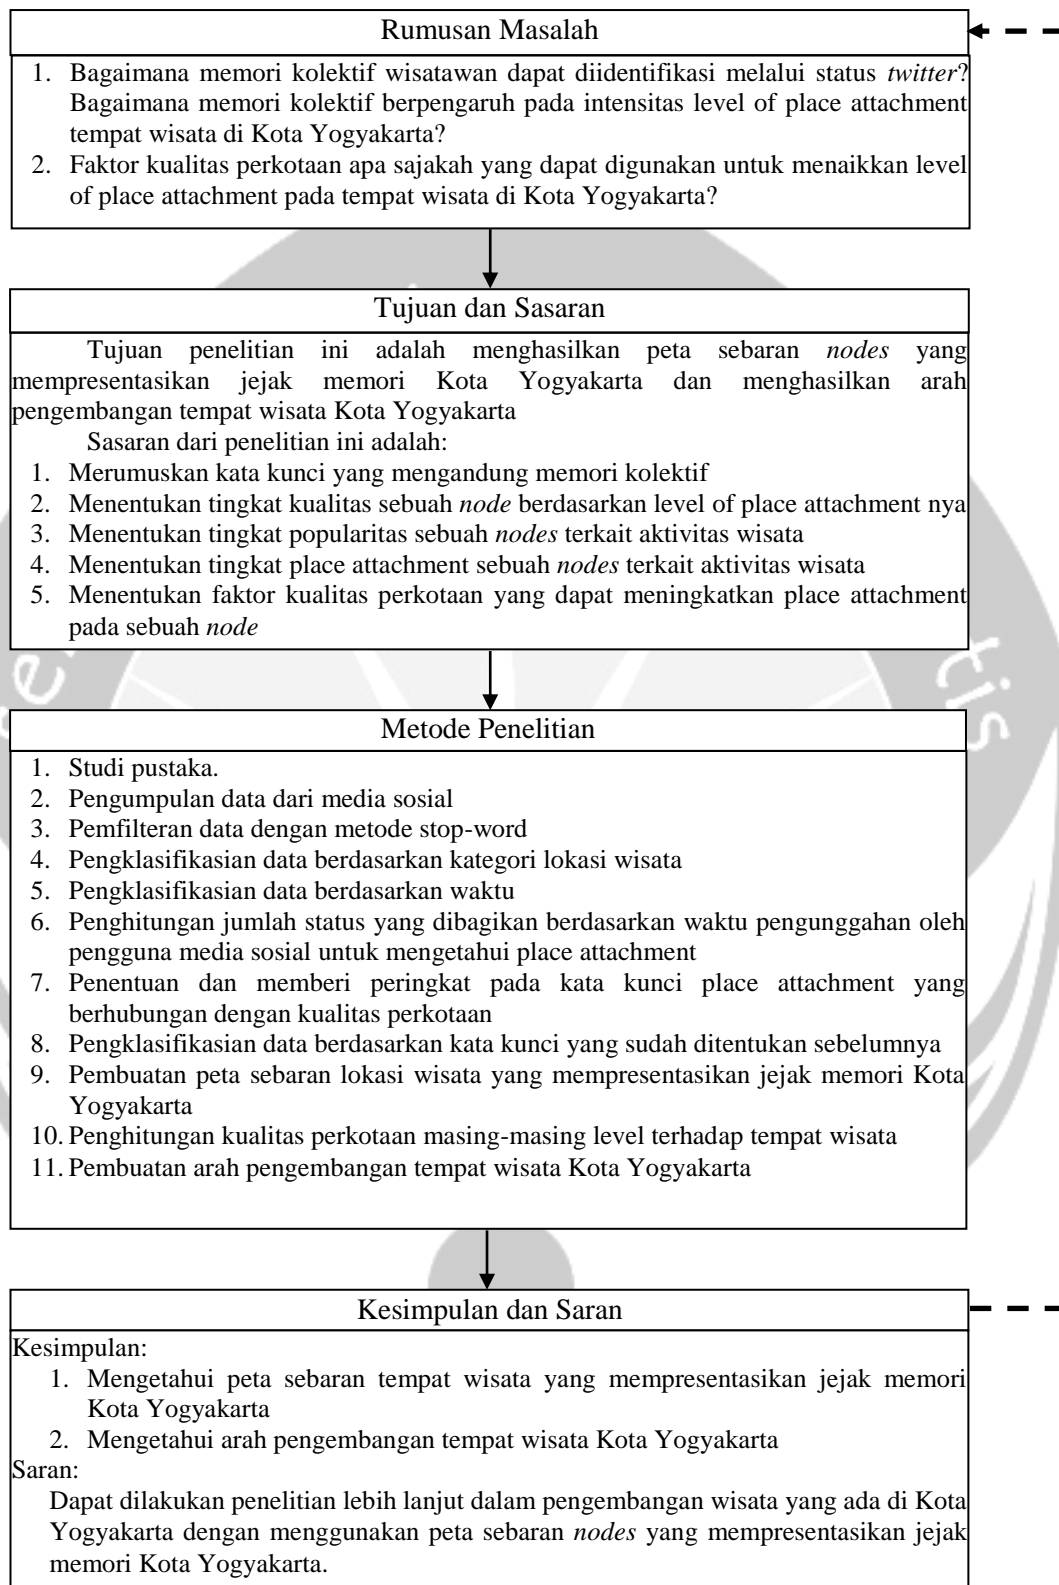 Rumusan Masalah
1. Bagaimana memori kolektif wisatawan dapat diidentifikasi melalui status twitter?
Bagaimana memori kolektif berpengaruh pada intensitas level of place attachment
tempat wisata di Kota Yogyakarta?
2. Faktor kualitas perkotaan apa sajakah yang dapat digunakan untuk menaikkan level
of place attachment pada tempat wisata di Kota Yogyakarta?
Tujuan dan Sasaran
Tujuan penelitian ini adalah menghasilkan peta sebaran nodes yang
mempresentasikan jejak memori Kota Yogyakarta dan menghasilkan arah
pengembangan tempat wisata Kota Yogyakarta
Sasaran dari penelitian ini adalah:
1. Merumuskan kata kunci yang mengandung memori kolektif
2. Menentukan tingkat kualitas sebuah node berdasarkan level of place attachment nya
3. Menentukan tingkat popularitas sebuah nodes terkait aktivitas wisata
4. Menentukan tingkat place attachment sebuah nodes terkait aktivitas wisata
5. Menentukan faktor kualitas perkotaan yang dapat meningkatkan place attachment
pada sebuah node
Metode Penelitian
1. Studi pustaka.
2. Pengumpulan data dari media sosial
3. Pemfilteran data dengan metode stop-word
4. Pengklasifikasian data berdasarkan kategori lokasi wisata
5. Pengklasifikasian data berdasarkan waktu
6. Penghitungan jumlah status yang dibagikan berdasarkan waktu pengunggahan oleh
pengguna media sosial untuk mengetahui place attachment
7. Penentuan dan memberi peringkat pada kata kunci place attachment yang
berhubungan dengan kualitas perkotaan
8. Pengklasifikasian data berdasarkan kata kunci yang sudah ditentukan sebelumnya
9. Pembuatan peta sebaran lokasi wisata yang mempresentasikan jejak memori Kota
Yogyakarta
10. Penghitungan kualitas perkotaan masing-masing level terhadap tempat wisata
11. Pembuatan arah pengembangan tempat wisata Kota Yogyakarta
Kesimpulan dan Saran
Kesimpulan:
1. Mengetahui peta sebaran tempat wisata yang mempresentasikan jejak memori
Kota Yogyakarta
2. Mengetahui arah pengembangan tempat wisata Kota Yogyakarta
Saran:
Dapat dilakukan penelitian lebih lanjut dalam pengembangan wisata yang ada di Kota
Yogyakarta dengan menggunakan peta sebaran nodes yang mempresentasikan jejak
memori Kota Yogyakarta.